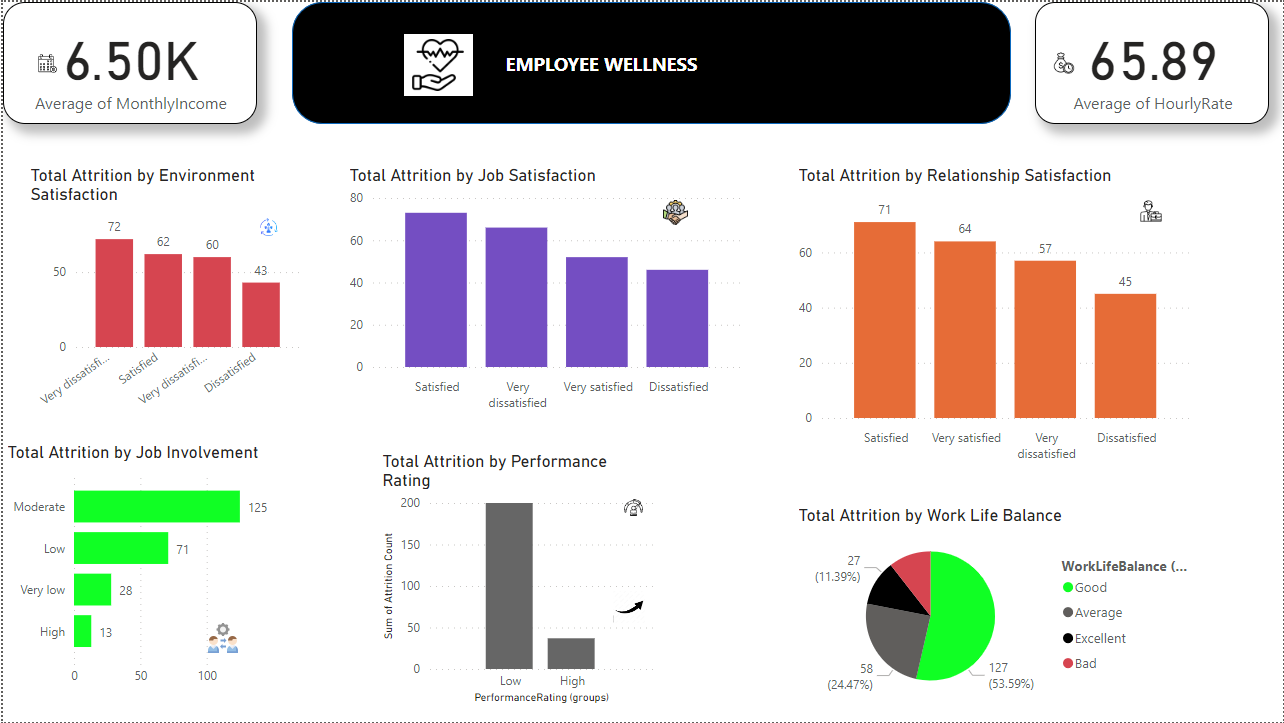 6.50K
Average of MonthlyIncome
EMPLOYEE WELLNESS
65.89
Average of HourlyRate
Total Attrition by Environment
Satisfaction
72
62
60
43
50
0
Very dissatisfi...
Satisfied
Very dissatisfi...
Dissatisfied
Total Attrition by Job Satisfaction
80
60
40
20
0
Satisfied
Very
dissatisfied
Very satisfied
Dissatisfied
Total Attrition by Relationship Satisfaction
71
64
57
45
60
40
20
0
Satisfied
Very satisfied
Very
dissatisfied
Dissatisfied
Total Attrition by Job Involvement
Moderate
125
Low
71
Very low
28
High
13
0
50
100
Total Attrition by Performance
Rating
Sum of Attrition Count
200
150
100
50
0
Low
High
PerformanceRating (groups)
Total Attrition by Work Life Balance
27
(11.39%)
58
(24.47%)
127
(53.59%)
WorkLifeBalance (...
Good
Average
Excellent
Bad